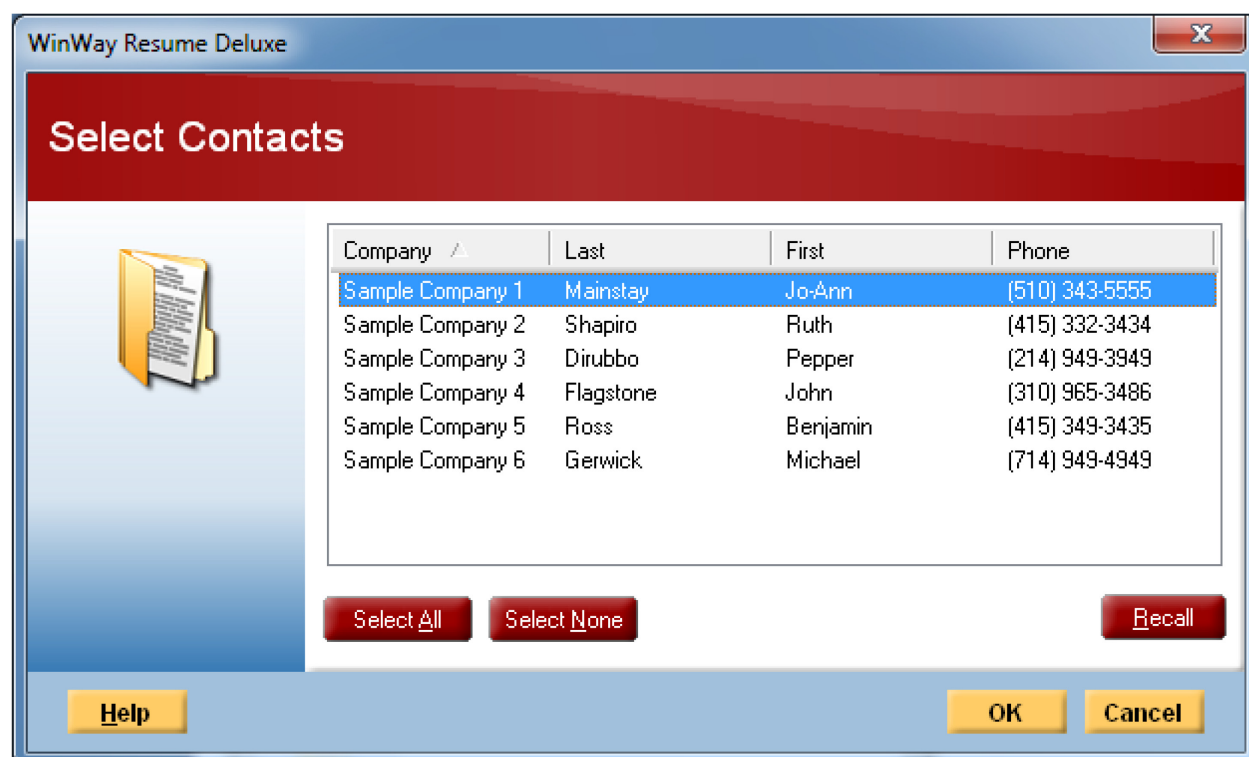 WinWay Resume Deluxe
Select Contacts
Company Last First Phone
Sample Company 1 Mainstay Jo-Ann (510) 343-5555
Sample Company 2 Shapiro Ruth (415) 332-3434
Sample Company 3 Dirubbo Pepper (214) 949-3949
Sample Company 4 Flagstone John (310) 965-3486
Sample Company 5 Ross Benjamin (415) 349-3435
Sample Company 6 Gerwick Michael (714) 949-4949
Select All Select None Recall
Help OK Cancel